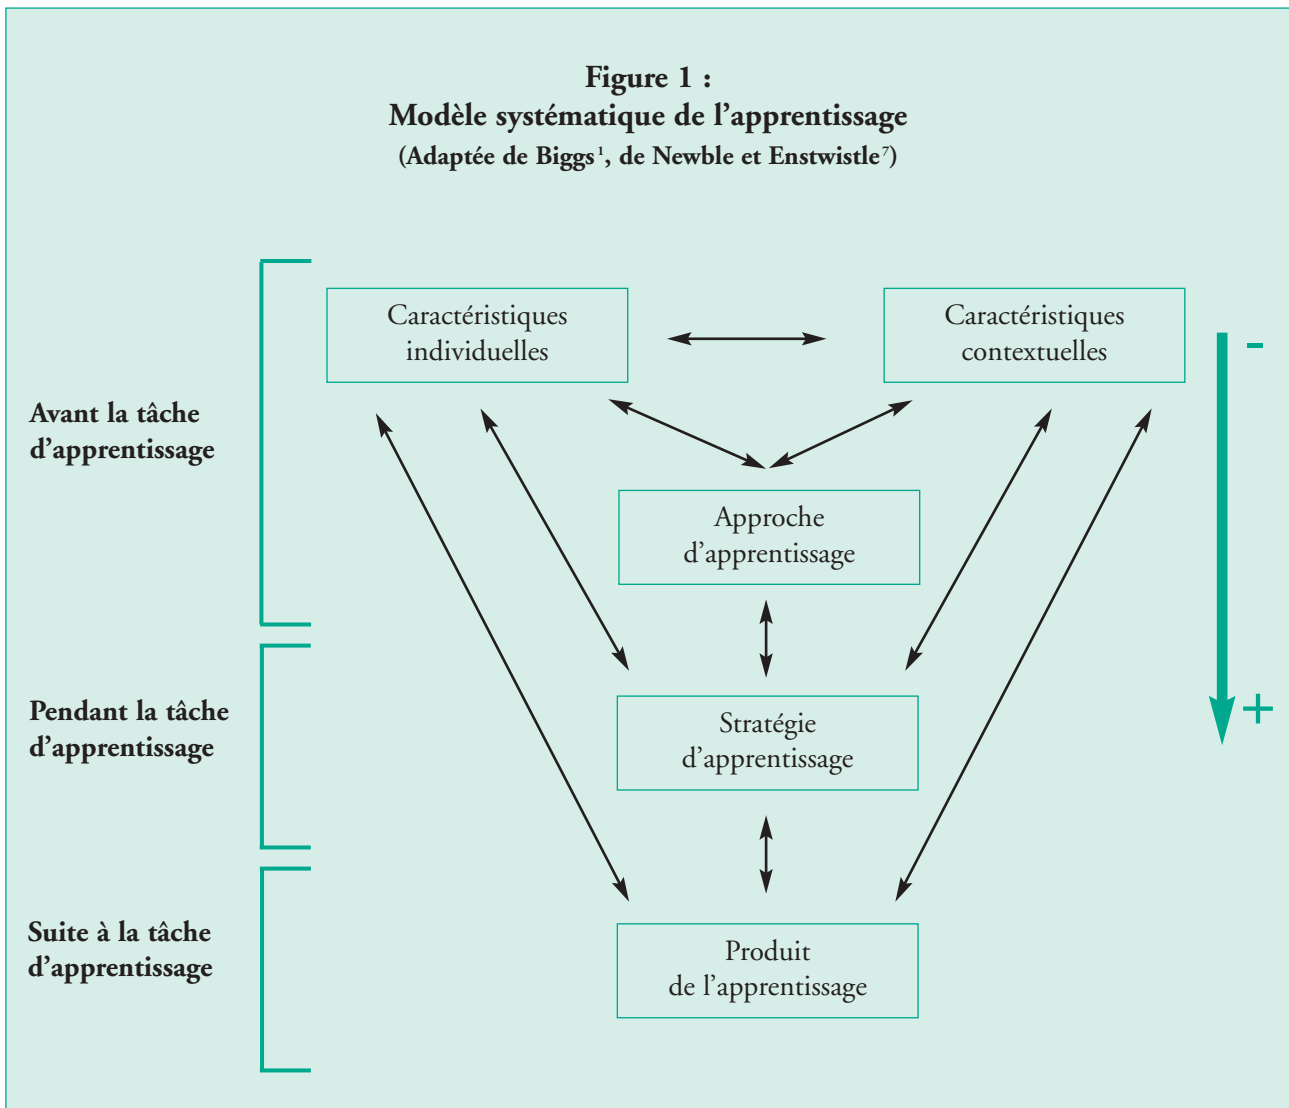 Figure 1 :
Modèle systématique de l’apprentissage
(Adaptée de Biggs¹, de Newble et Enstwistle⁷)
Caractéristiques
individuelles
Caractéristiques
contextuelles
-
Avant la tâche
d’apprentissage
Approche
d’apprentissage
Pendant la tâche
d’apprentissage
Stratégie
d’apprentissage
+
Suite à la tâche
d’apprentissage
Produit
de l’apprentissage